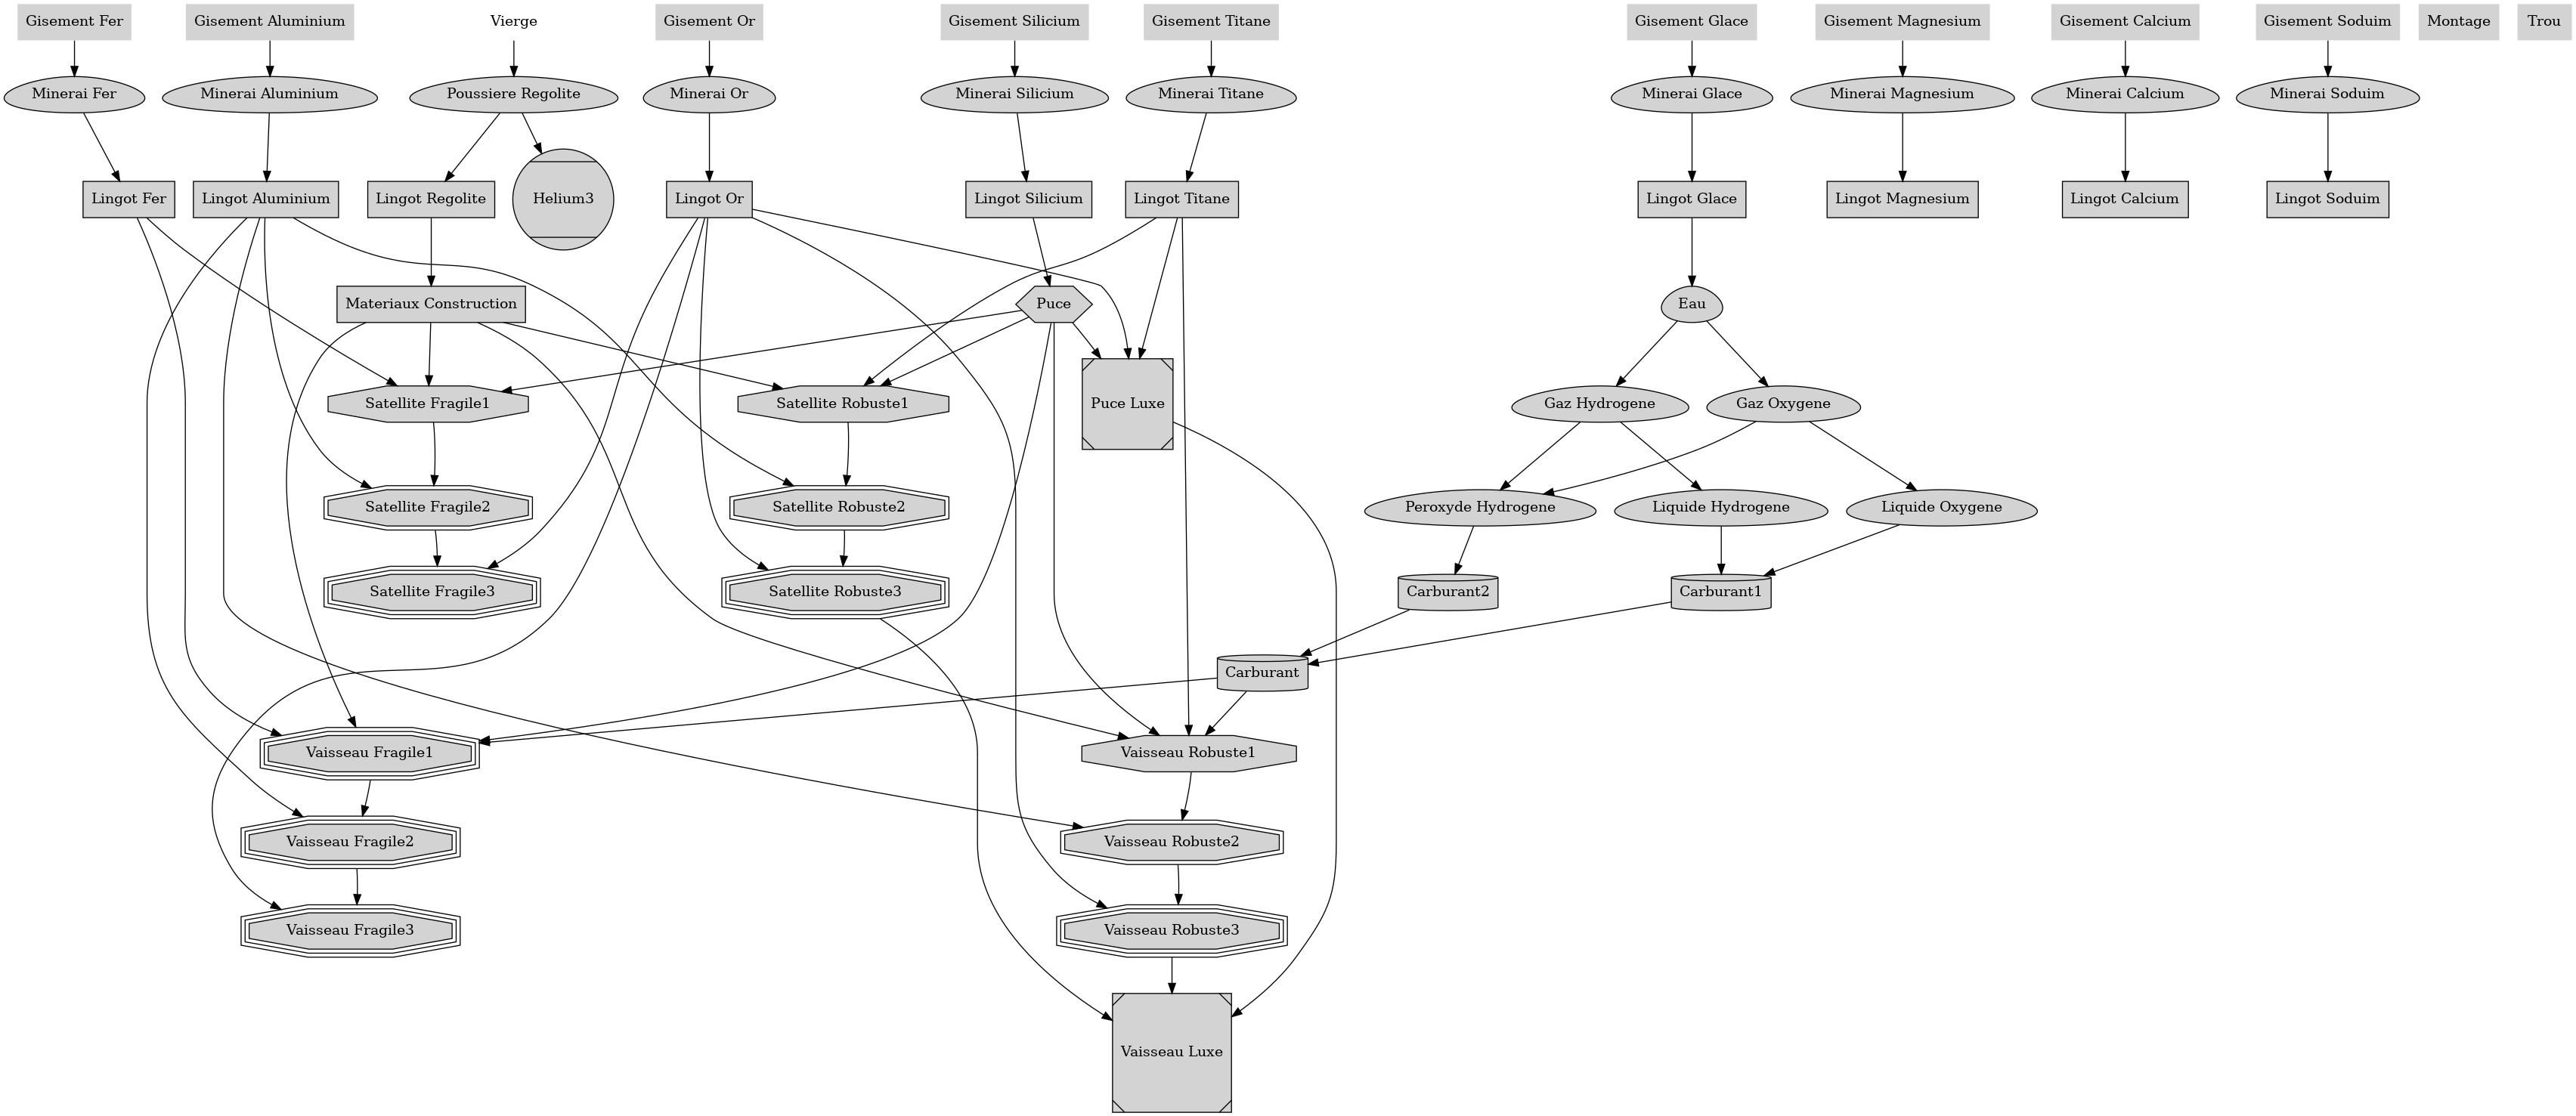 Gisement Fer
Gisement Aluminium
Vierge
Gisement Or
Gisement Silicium
Gisement Titane
Gisement Glace
Gisement Magnesium
Gisement Calcium
Gisement Soduim
Montage
Trou
Minerai Fer
Minerai Aluminium
Poussiere Regolite
Minerai Or
Minerai Silicium
Minerai Titane
Minerai Glace
Minerai Magnesium
Minerai Calcium
Minerai Soduim
Lingot Fer
Lingot Aluminium
Lingot Regolite
Helium3
Lingot Or
Lingot Silicium
Lingot Titane
Lingot Glace
Lingot Magnesium
Lingot Calcium
Lingot Soduim
Materiaux Construction
Puce
Eau
Satellite Fragile1
Satellite Robuste1
Puce Luxe
Gaz Hydrogene
Gaz Oxygene
Satellite Fragile2
Satellite Robuste2
Peroxyde Hydrogene
Liquide Hydrogene
Liquide Oxygene
Satellite Fragile3
Satellite Robuste3
Carburant2
Carburant1
Carburant
Vaisseau Fragile1
Vaisseau Robuste1
Vaisseau Fragile2
Vaisseau Robuste2
Vaisseau Fragile3
Vaisseau Robuste3
Vaisseau Luxe